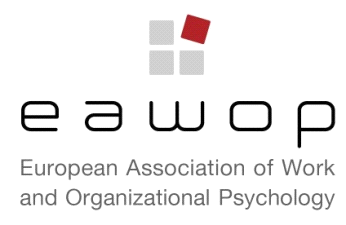 eawop
European Association of Work
and Organizational Psychology